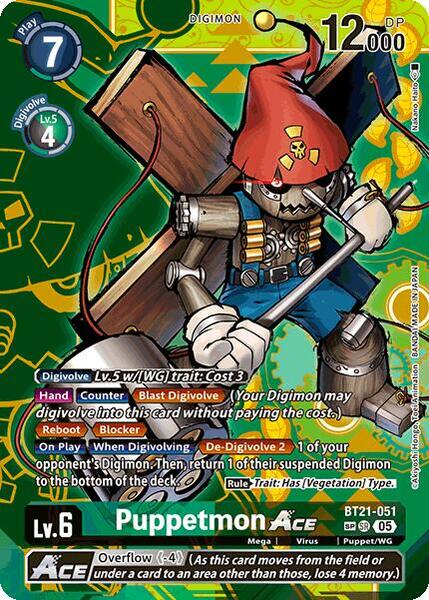 DIGIMON
Play
7
12000
DP
Digivolve
Lv.5
4
Nakano Haito
©Akiyoshi Hongo, Toei Animation BANDAI MADE IN JAPAN
Digivolve Lv.5 w/[WG] trait: Cost 3
Hand Counter Blast Digivolve (Your Digimon may
digivolve into this card without paying the cost.)
Reboot Blocker
On Play When Digivolving De-Digivolve 2 1 of your
opponent's Digimon. Then, return 1 of their suspended Digimon
to the bottom of the deck.
Rule Trait: Has [Vegetation] Type.
Lv.6
Puppetmon ACE
BT21-051
SP SR 05
Mega | Virus | Puppet/WG
ACE Overflow ≪-4≫ (As this card moves from the field or
under a card to an area other than those, lose 4 memory.)